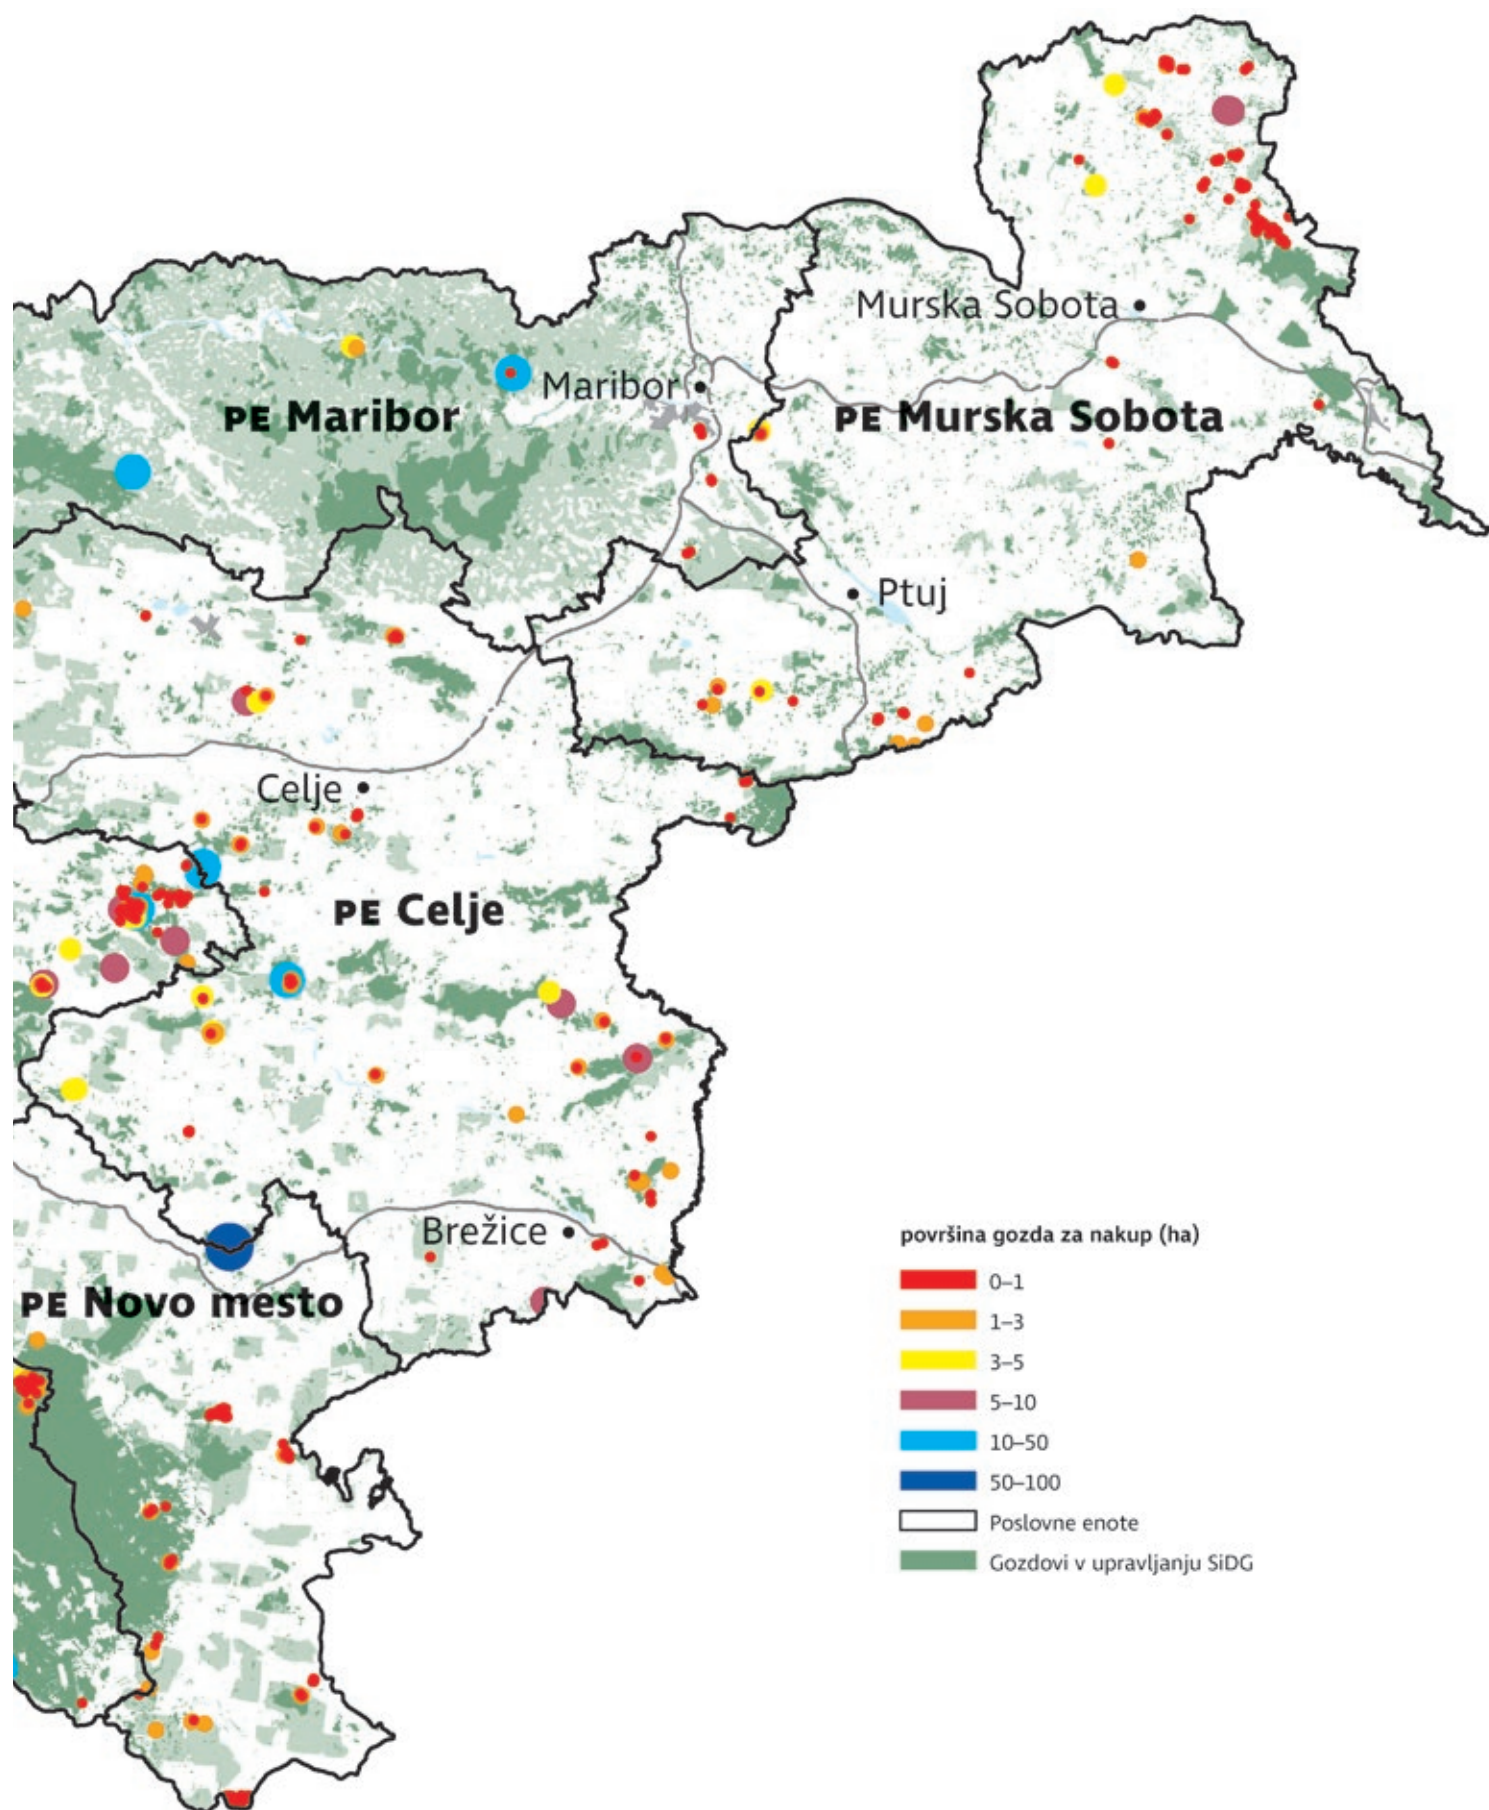 Murska Sobota
Maribor
PE Maribor
PE Murska Sobota
Ptuj
Celje
PE Celje
Brežice
PE Novo mesto
površina gozda za nakup (ha)
0–1
1–3
3–5
5–10
10–50
50–100
Poslovne enote
Gozdovi v upravljanju SiDG